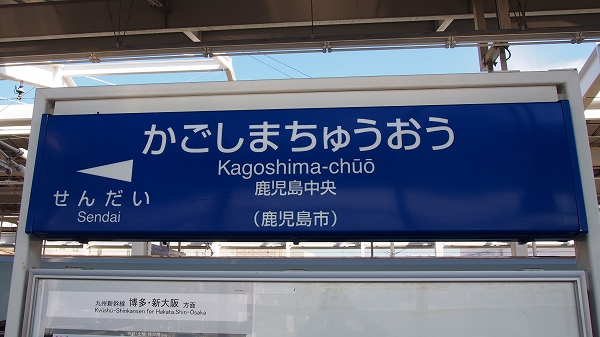 かごしまちゅうおう
Kagoshima-chūō
鹿児島中央
(鹿児島市)
せんだい
Sendai
九州新幹線 博多・新大阪 方面
Kyūshū-Shinkansen for Hakata,Shin-Ōsaka